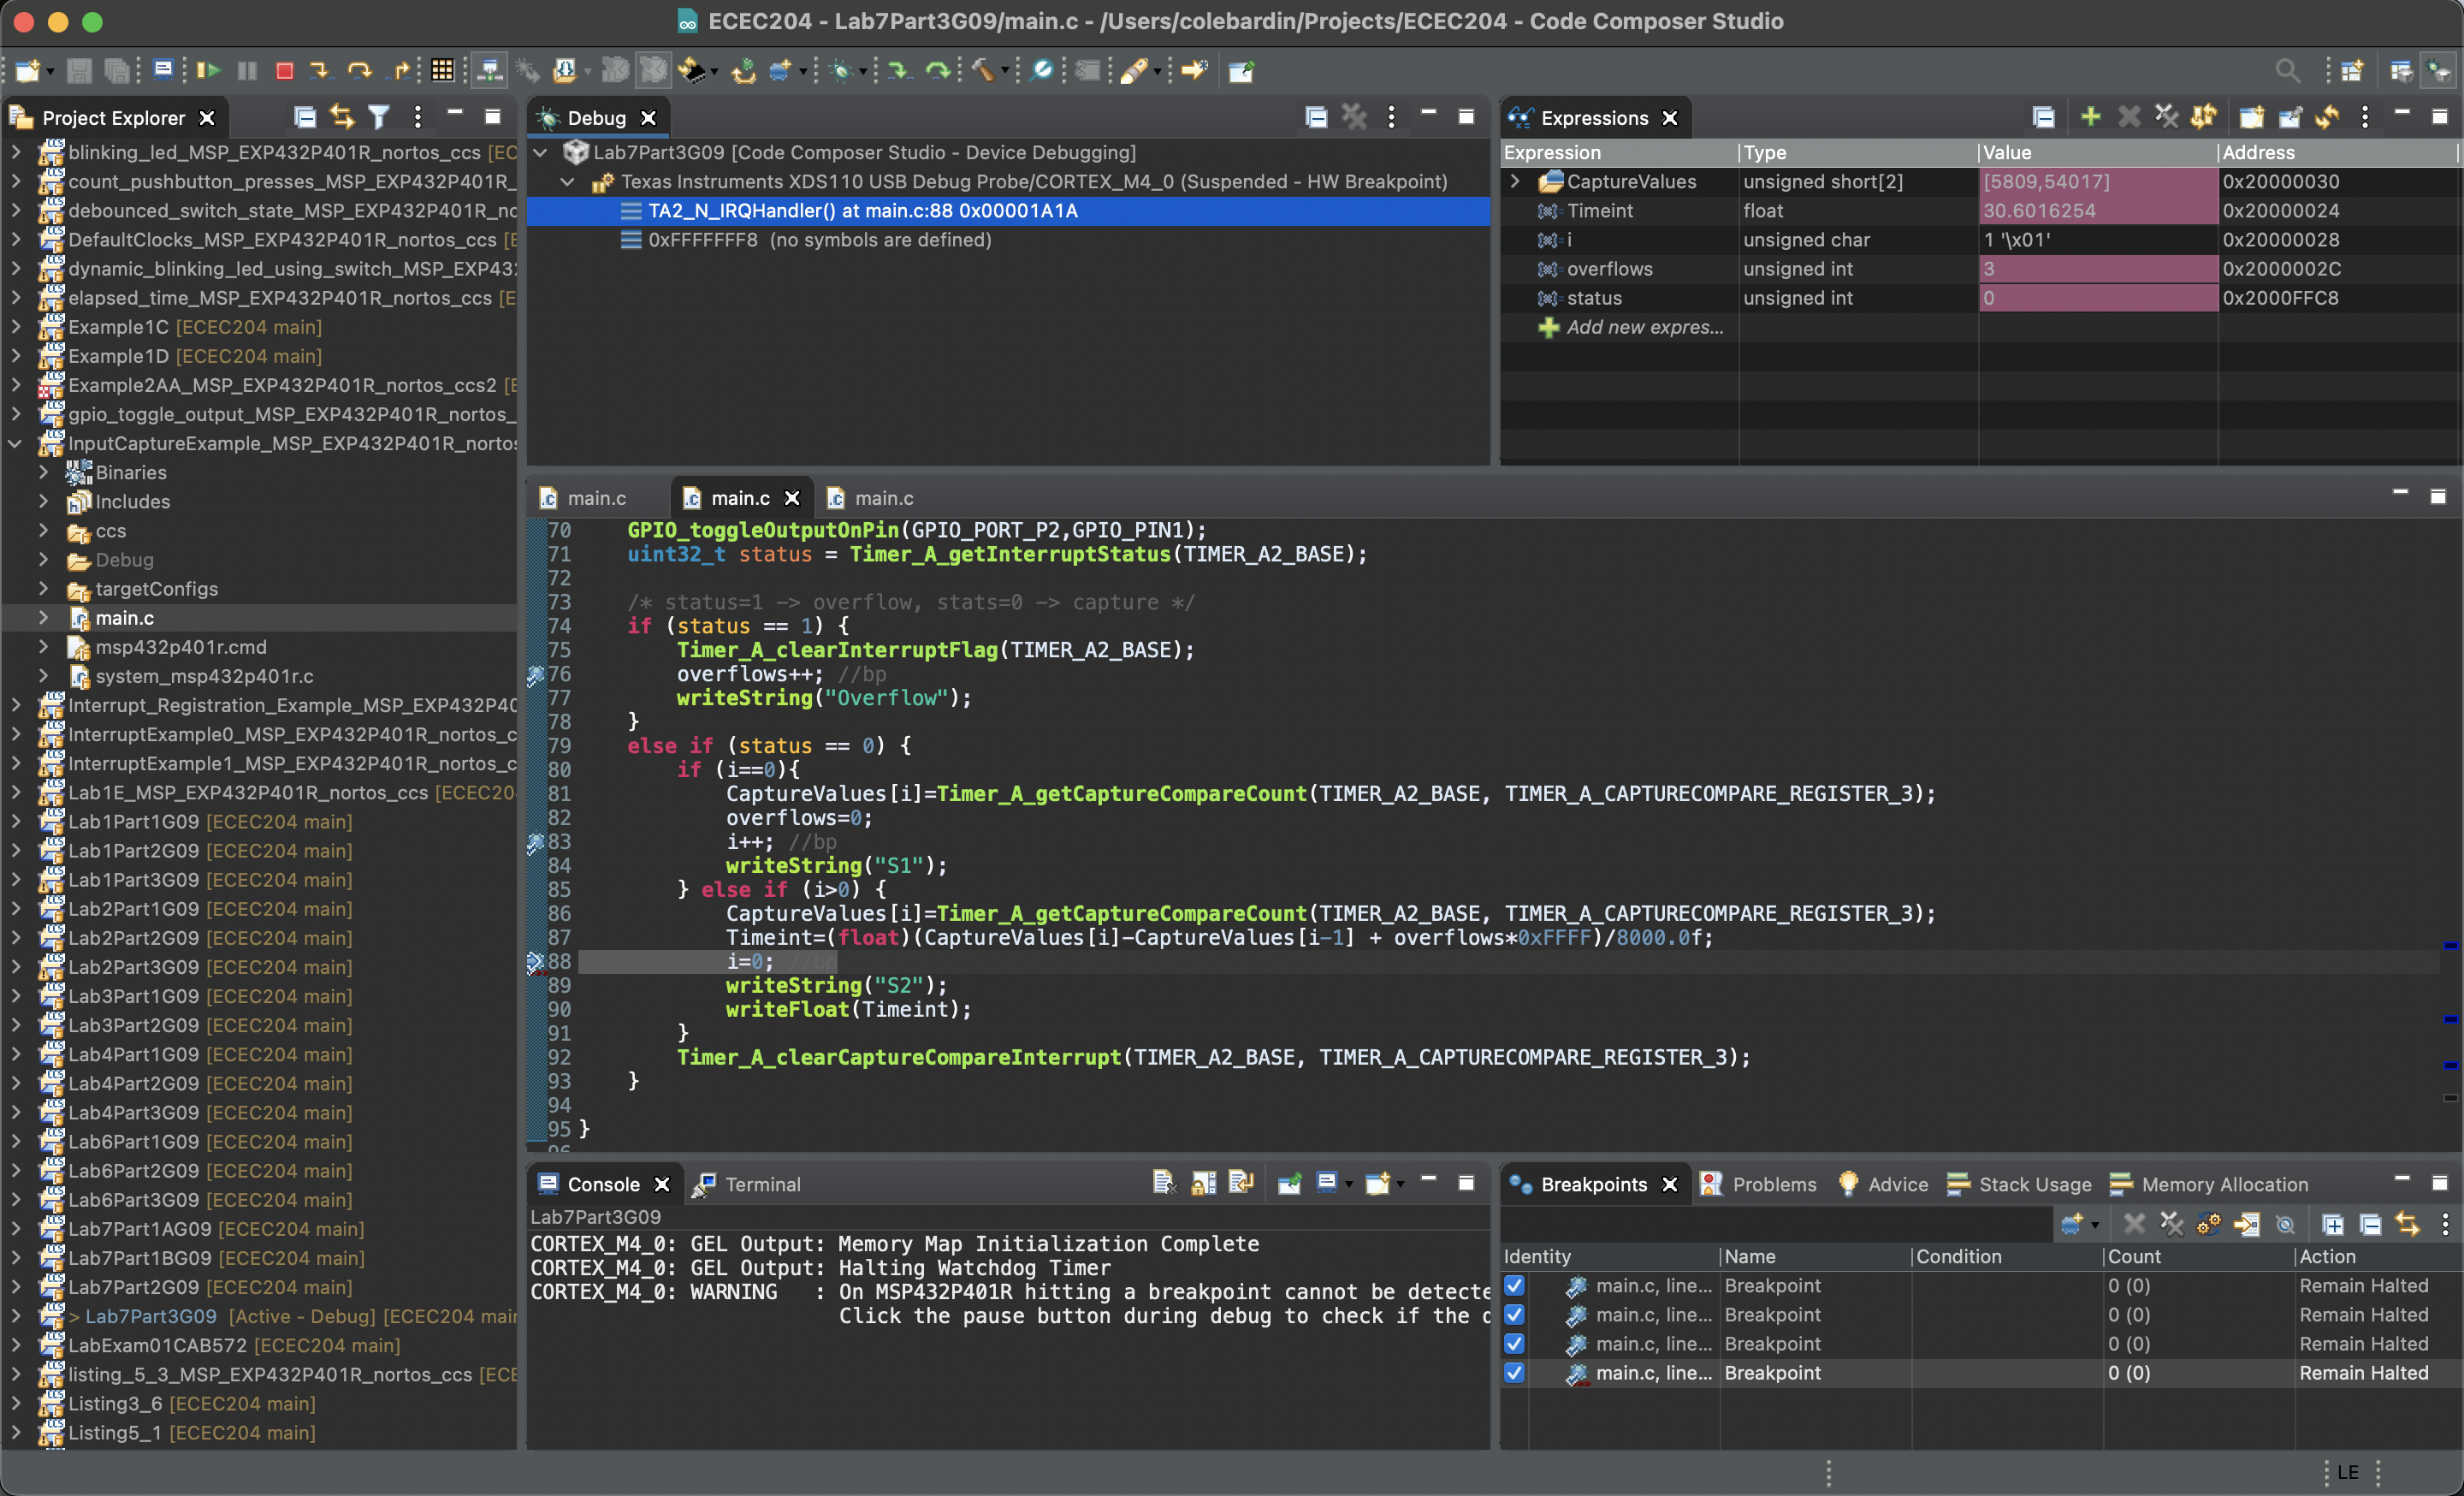 ECEC204 - Lab7Part3G09/main.c - /Users/colebardin/Projects/ECEC204 - Code Composer Studio
Project Explorer
blinking_led_MSP_EXP432P401R_nortos_ccs [EC
count_pushbutton_presses_MSP_EXP432P401R_
debounced_switch_state_MSP_EXP432P401R_no
DefaultClocks_MSP_EXP432P401R_nortos_ccs [E
dynamic_blinking_led_using_switch_MSP_EXP432
elapsed_time_MSP_EXP432P401R_nortos_ccs [E
Example1C [ECEC204 main]
Example1D [ECEC204 main]
Example2AA_MSP_EXP432P401R_nortos_ccs2 [E
gpio_toggle_output_MSP_EXP432P401R_nortos_
InputCaptureExample_MSP_EXP432P401R_nortos
Binaries
Includes
ccs
Debug
targetConfigs
main.c
msp432p401r.cmd
system_msp432p401r.c
Interrupt_Registration_Example_MSP_EXP432P40
InterruptExample0_MSP_EXP432P401R_nortos_c
InterruptExample1_MSP_EXP432P401R_nortos_c
Lab1E_MSP_EXP432P401R_nortos_ccs [ECEC204
Lab1Part1G09 [ECEC204 main]
Lab1Part2G09 [ECEC204 main]
Lab1Part3G09 [ECEC204 main]
Lab2Part1G09 [ECEC204 main]
Lab2Part2G09 [ECEC204 main]
Lab2Part3G09 [ECEC204 main]
Lab3Part1G09 [ECEC204 main]
Lab3Part2G09 [ECEC204 main]
Lab4Part1G09 [ECEC204 main]
Lab4Part2G09 [ECEC204 main]
Lab4Part3G09 [ECEC204 main]
Lab6Part1G09 [ECEC204 main]
Lab6Part2G09 [ECEC204 main]
Lab6Part3G09 [ECEC204 main]
Lab7Part1AG09 [ECEC204 main]
Lab7Part1BG09 [ECEC204 main]
Lab7Part2G09 [ECEC204 main]
> Lab7Part3G09 [Active - Debug] [ECEC204 mair
LabExam01CAB572 [ECEC204 main]
listing_5_3_MSP_EXP432P401R_nortos_ccs [ECE
Listing3_6 [ECEC204 main]
Listing5_1 [ECEC204 main]
Debug
Lab7Part3G09 [Code Composer Studio - Device Debugging]
Texas Instruments XDS110 USB Debug Probe/CORTEX_M4_0 (Suspended - HW Breakpoint)
TA2_N_IRQHandler() at main.c:88 0x00001A1A
0xFFFFFFF8 (no symbols are defined)
Expressions
Expression Type Value Address
CaptureValues unsigned short[2] [5809,54017] 0x20000030
Timeint float 30.6016254 0x20000024
i unsigned char 1 '\x01' 0x20000028
overflows unsigned int 3 0x2000002C
status unsigned int 0 0x2000FFC8
Add new expres...
main.c main.c main.c
70 GPIO_toggleOutputOnPin(GPIO_PORT_P2,GPIO_PIN1);
71 uint32_t status = Timer_A_getInterruptStatus(TIMER_A2_BASE);
72
73 /* status=1 -> overflow, stats=0 -> capture */
74 if (status == 1) {
75 Timer_A_clearInterruptFlag(TIMER_A2_BASE);
76 overflows++; //bp
77 writeString("Overflow");
78 }
79 else if (status == 0) {
80 if (i==0){
81 CaptureValues[i]=Timer_A_getCaptureCompareCount(TIMER_A2_BASE, TIMER_A_CAPTURECOMPARE_REGISTER_3);
82 overflows=0;
83 i++; //bp
84 writeString("S1");
85 } else if (i>0) {
86 CaptureValues[i]=Timer_A_getCaptureCompareCount(TIMER_A2_BASE, TIMER_A_CAPTURECOMPARE_REGISTER_3);
87 Timeint=(float)(CaptureValues[i]-CaptureValues[i-1] + overflows*0xFFFF)/8000.0f;
88 i=0; //bp
89 writeString("S2");
90 writeFloat(Timeint);
91 }
92 Timer_A_clearCaptureCompareInterrupt(TIMER_A2_BASE, TIMER_A_CAPTURECOMPARE_REGISTER_3);
93 }
94
95 }
96
Console Terminal
Lab7Part3G09
CORTEX_M4_0: GEL Output: Memory Map Initialization Complete
CORTEX_M4_0: GEL Output: Halting Watchdog Timer
CORTEX_M4_0: WARNING : On MSP432P401R hitting a breakpoint cannot be detecte
Click the pause button during debug to check if the d
Breakpoints Problems Advice Stack Usage Memory Allocation
Identity Name Condition Count Action
main.c, line... Breakpoint 0 (0) Remain Halted
main.c, line... Breakpoint 0 (0) Remain Halted
main.c, line... Breakpoint 0 (0) Remain Halted
main.c, line... Breakpoint 0 (0) Remain Halted
LE